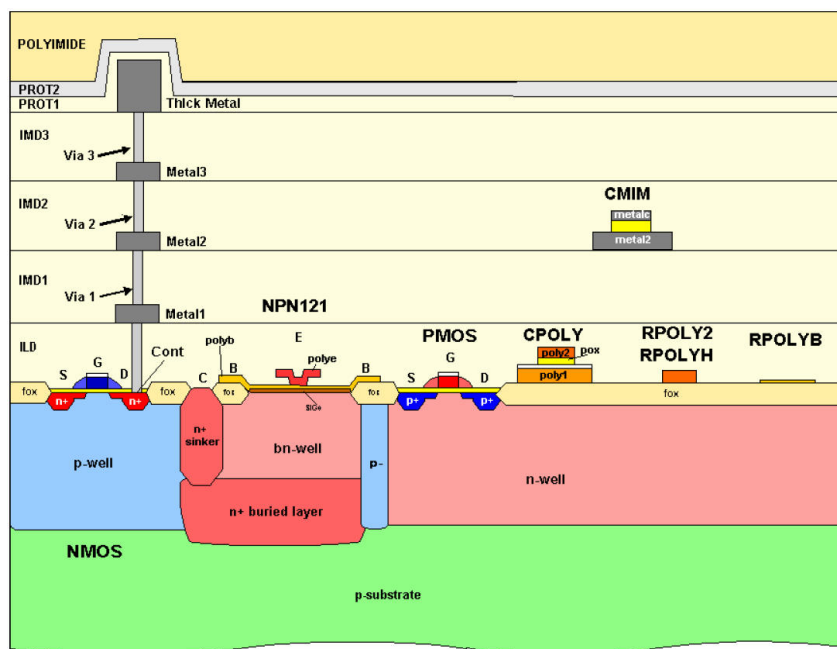 POLYIMIDE
PROT2
PROT1
Thick Metal
IMD3
Via 3
Metal3
IMD2
CMIM
metalc
Via 2
Metal2
metal2
IMD1
Via 1
NPN121
Metal1
ILD
polyb
E
PMOS
CPOLY
RPOLY2
RPOLYH
RPOLYB
S
G
D
Cont
B
polye
B
S
G
D
poly2
pox
poly1
fox
n+
n+
fox
C
fox
SiGe
fox
p+
p+
fox
n+
sinker
p-well
bn-well
p-
n-well
n+ buried layer
NMOS
p-substrate